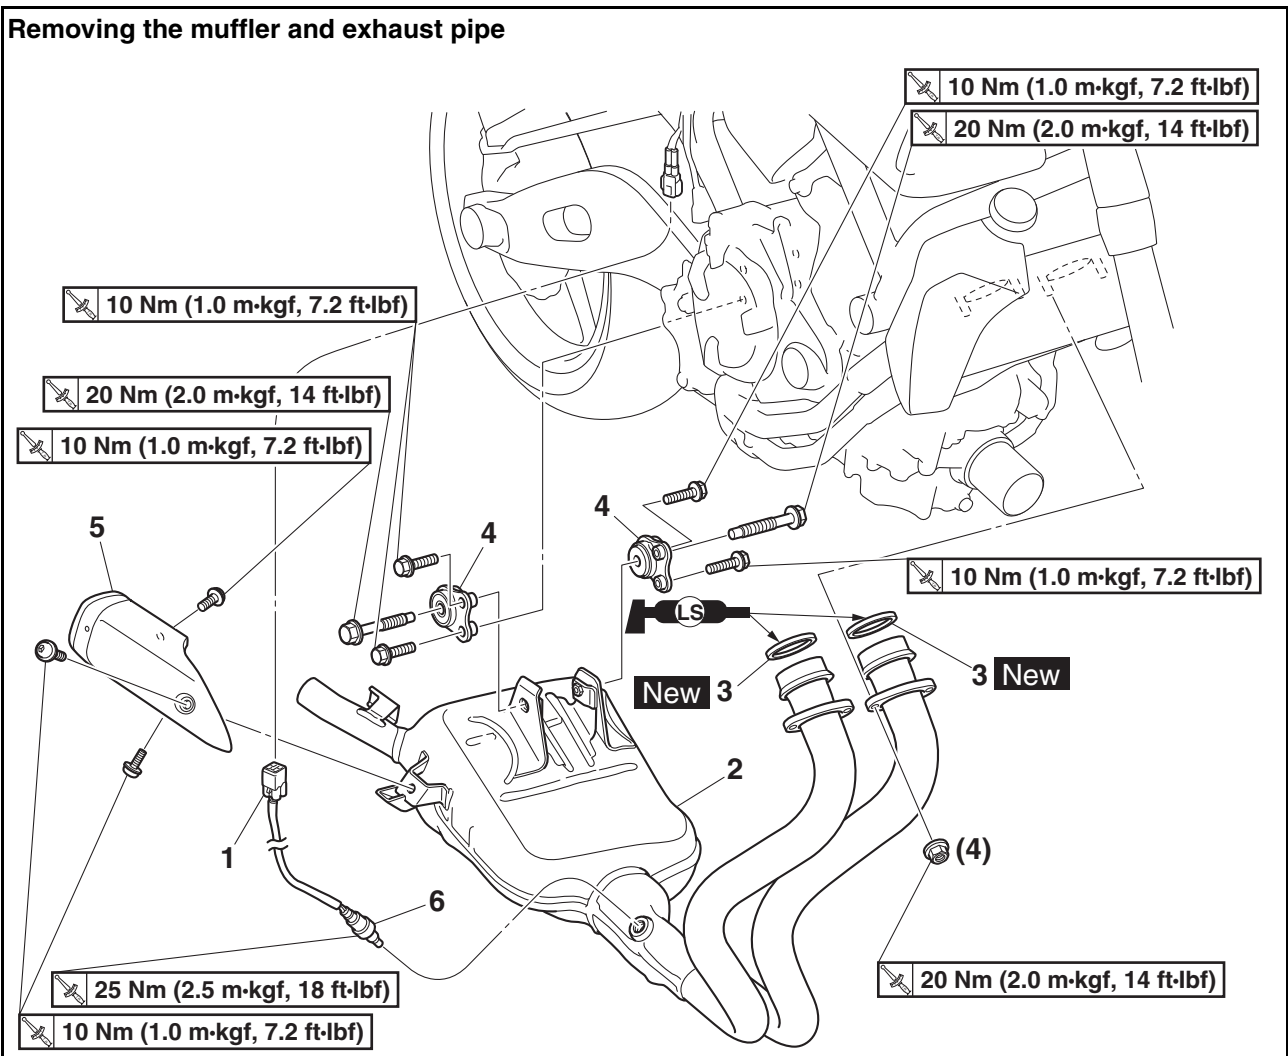 Removing the muffler and exhaust pipe
10 Nm (1.0 m•kgf, 7.2 ft•lbf)
20 Nm (2.0 m•kgf, 14 ft•lbf)
10 Nm (1.0 m•kgf, 7.2 ft•lbf)
20 Nm (2.0 m•kgf, 14 ft•lbf)
10 Nm (1.0 m•kgf, 7.2 ft•lbf)
5
4
4
10 Nm (1.0 m•kgf, 7.2 ft•lbf)
LS
New 3
3 New
2
1
(4)
6
25 Nm (2.5 m•kgf, 18 ft•lbf)
20 Nm (2.0 m•kgf, 14 ft•lbf)
10 Nm (1.0 m•kgf, 7.2 ft•lbf)